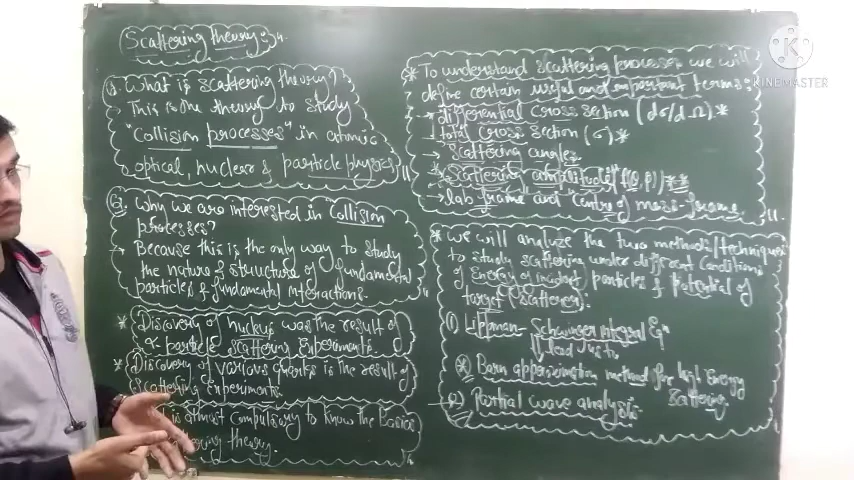 Scattering theory :-
Q. What is scattering theory?
→ This is the theory to study
"Collision processes" in atomic
optical, nuclear & particle physics
Q. Why we are interested in "Collision
processes?
→ Because this is the only way to study
the nature & structure of fundamental
particles & fundamental interactions.
* Discovery of nucleus was the result of
α particle scattering Experiments.
* Discovery of various quarks is the result of
Scattering experiments.
is almost Compulsory to know the Basics
theory.
* To understand scattering processes we will
define certain useful and important terms:
→ differential cross section (dσ/dΩ)*
→ total cross section (σ)*
→ Scattering angle
* Scattering amplitude f(θ,φ) **
→ "lab frame" and "Centre of mass-frame
* We will analyze the two methods/techniques
to study scattering under different Conditions
of Energy of incident particles & potential of
target (scatterer).
(1) Lippman-Schwinger integral Eqn
lead us to
(*) Born approximation method for high Energy
Scattering
(2) Partial wave analysis
KINEMASTER